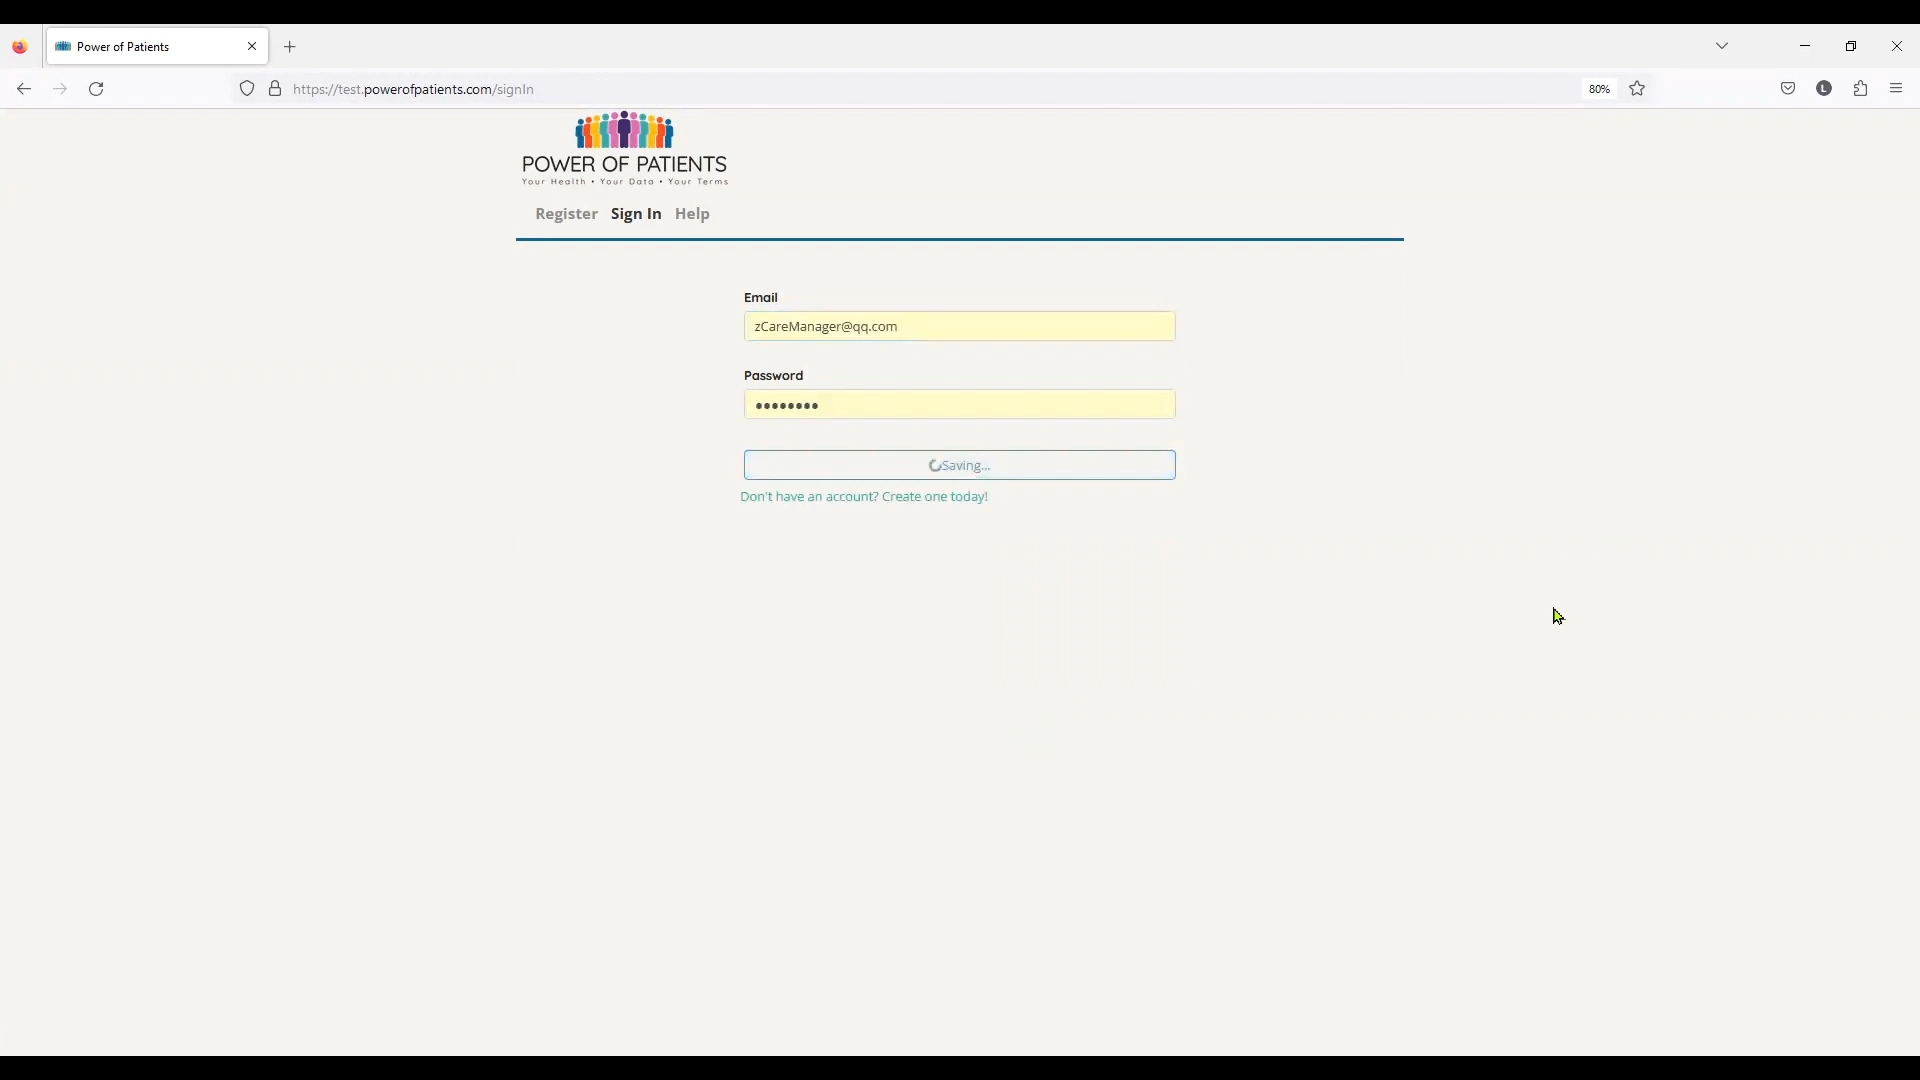 Power of Patients
https://test.powerofpatients.com/signIn
80%
L
POWER OF PATIENTS
Your Health • Your Data • Your Terms
Register Sign In Help
Email
zCareManager@qq.com
Password
••••••••
Saving...
Don't have an account? Create one today!